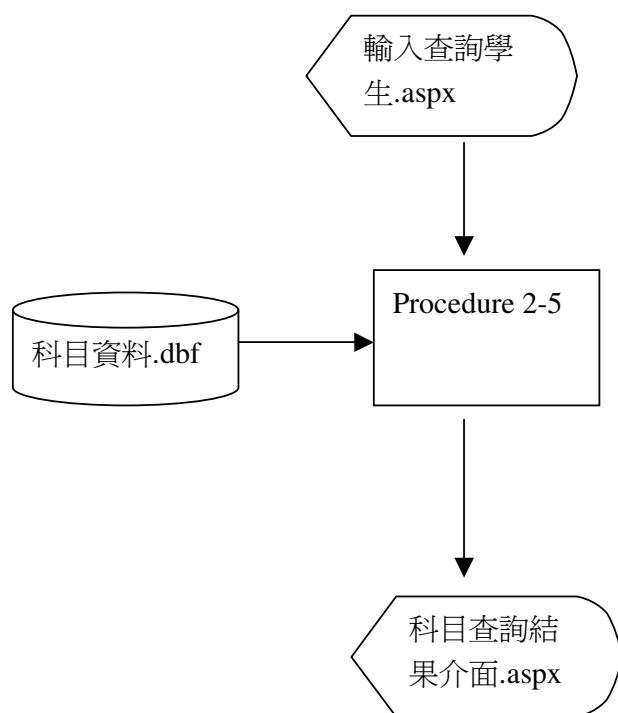 輸入查詢學
生.aspx
Procedure 2-5
科目資料.dbf
科目查詢結
果介面.aspx